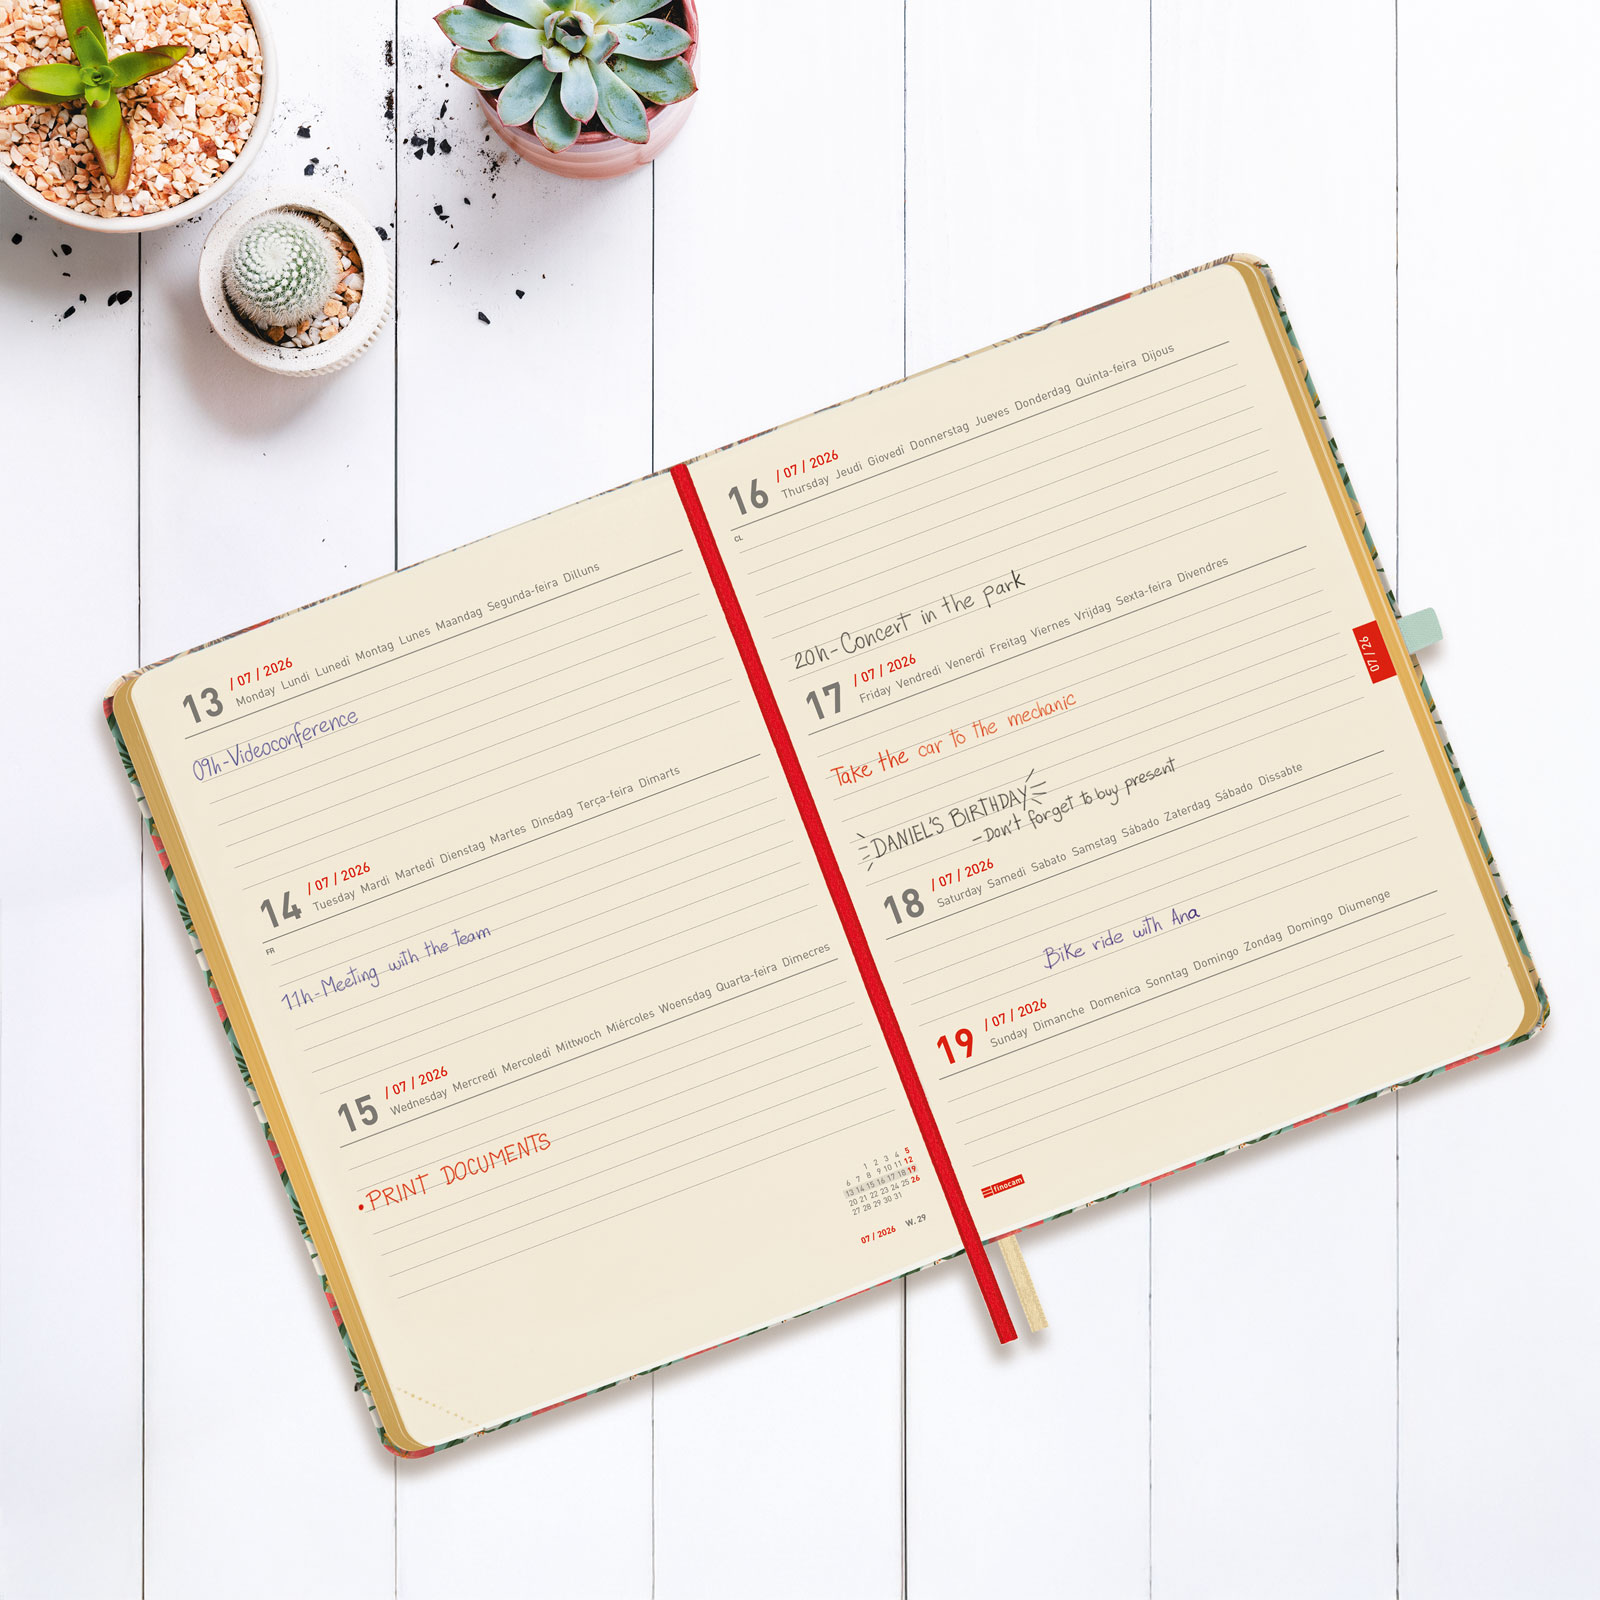 13 / 07 / 2026
Monday Lundi Lunedì Montag Lunes Maandag Segunda-feira Dilluns
09h-Videoconference
14 / 07 / 2026
Tuesday Mardi Martedì Dienstag Martes Dinsdag Terça-feira Dimarts
FR
11h-Meeting with the team
15 / 07 / 2026
Wednesday Mercredi Mercoledì Mittwoch Miércoles Woensdag Quarta-feira Dimecres
• PRINT DOCUMENTS
1 2 3 4 5
6 7 8 9 10 11 12
13 14 15 16 17 18 19
20 21 22 23 24 25 26
27 28 29 30 31
07 / 2026 W. 29
16 / 07 / 2026
Thursday Jeudi Giovedì Donnerstag Jueves Donderdag Quinta-feira Dijous
CL
20h-Concert in the park
17 / 07 / 2026
Friday Vendredi Venerdì Freitag Viernes Vrijdag Sexta-feira Divendres
Take the car to the mechanic
DANIEL'S BIRTHDAY
-Don't forget to buy present
18 / 07 / 2026
Saturday Samedi Sabato Samstag Sábado Zaterdag Sábado Dissabte
Bike ride with Ana
19 / 07 / 2026
Sunday Dimanche Domenica Sonntag Domingo Zondag Domingo Diumenge
finocam
07 / 26